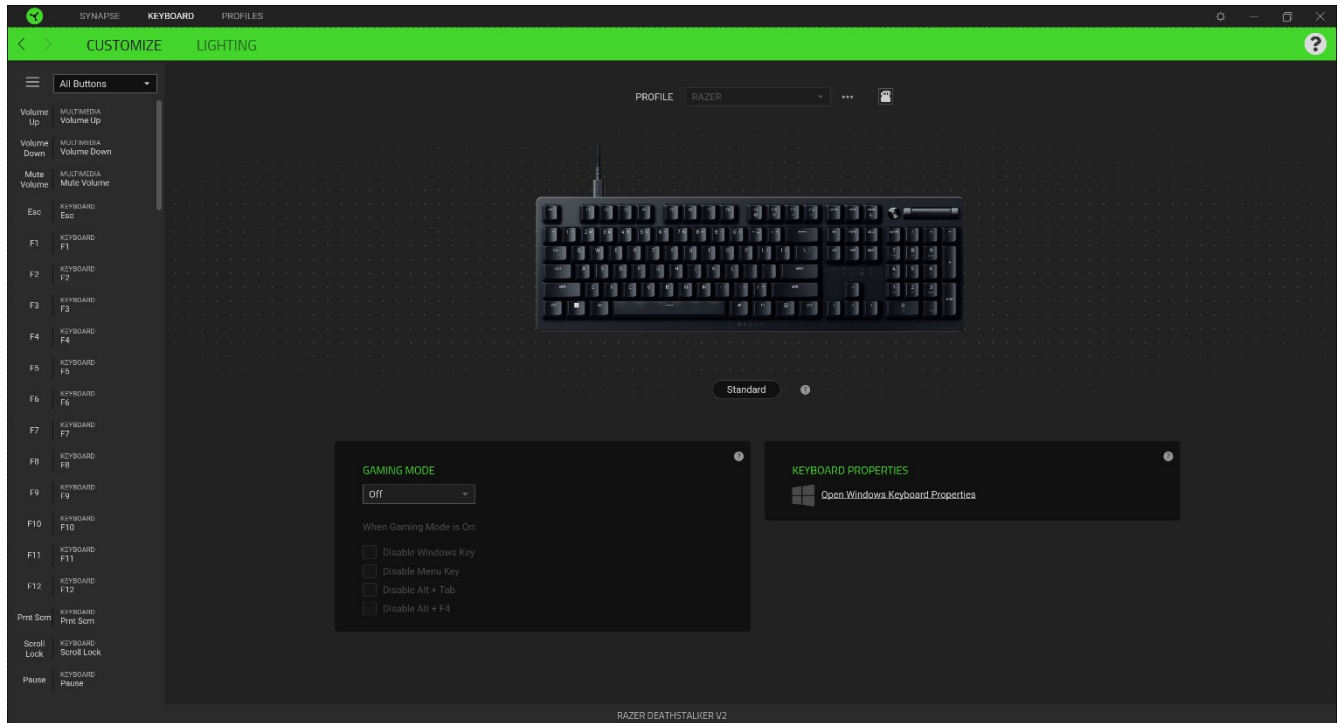 SYNAPSE KEYBOARD PROFILES
CUSTOMIZE LIGHTING
?
All Buttons
PROFILE RAZER
Volume Up MULTIMEDIA Volume Up
Volume Down MULTIMEDIA Volume Down
Mute Volume MULTIMEDIA Mute Volume
Esc KEYBOARD Esc
F1 KEYBOARD F1
F2 KEYBOARD F2
F3 KEYBOARD F3
F4 KEYBOARD F4
F5 KEYBOARD F5
F6 KEYBOARD F6
F7 KEYBOARD F7
F8 KEYBOARD F8
F9 KEYBOARD F9
F10 KEYBOARD F10
F11 KEYBOARD F11
F12 KEYBOARD F12
Prnt Scrn KEYBOARD Prnt Scrn
Scroll Lock KEYBOARD Scroll Lock
Pause KEYBOARD Pause
Standard ?
GAMING MODE ?
Off
When Gaming Mode is On:
Disable Windows Key
Disable Menu Key
Disable Alt + Tab
Disable Alt + F4
KEYBOARD PROPERTIES ?
Open Windows Keyboard Properties
RAZER DEATHSTALKER V2